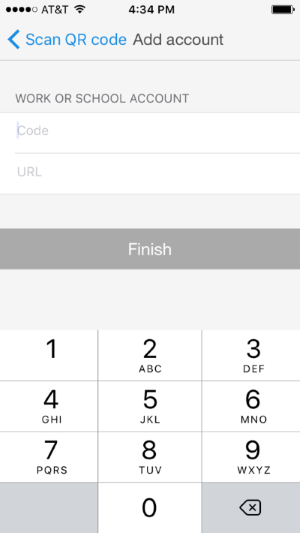 AT&T 4:34 PM
Scan QR code Add account
WORK OR SCHOOL ACCOUNT
Code
URL
Finish
1 2 3
ABC DEF
4 5 6
GHI JKL MNO
7 8 9
PQRS TUV WXYZ
0